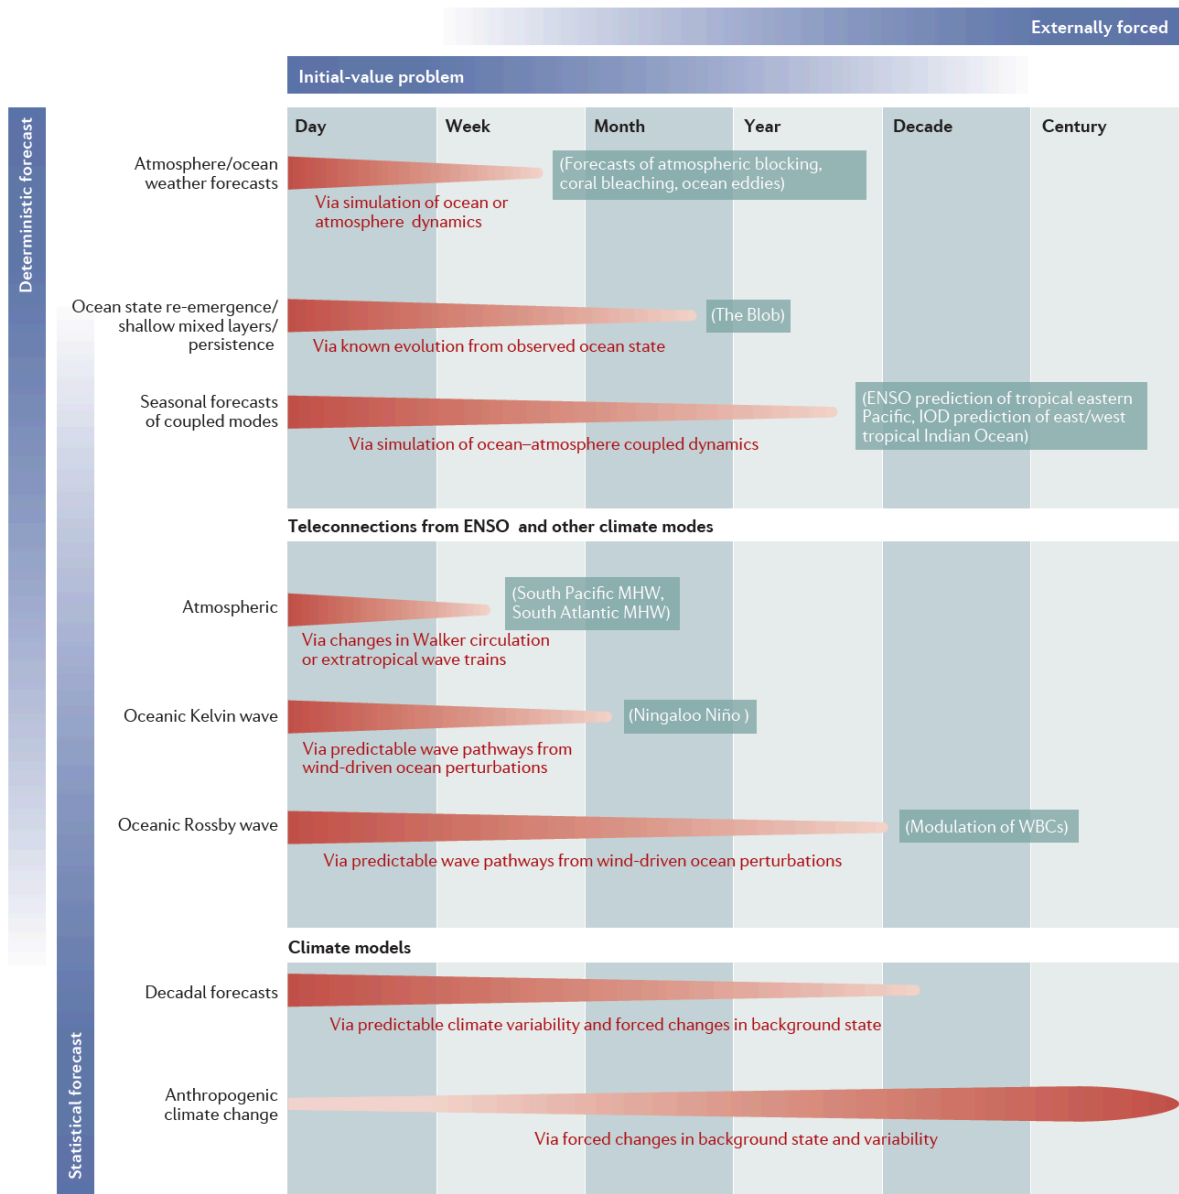 Externally forced
Initial-value problem
Deterministic forecast
Statistical forecast
Day
Week
Month
Year
Decade
Century
Atmosphere/ocean
weather forecasts
(Forecasts of atmospheric blocking,
coral bleaching, ocean eddies)
Via simulation of ocean or
atmosphere dynamics
Ocean state re-emergence/
shallow mixed layers/
persistence
(The Blob)
Via known evolution from observed ocean state
Seasonal forecasts
of coupled modes
(ENSO prediction of tropical eastern
Pacific, IOD prediction of east/west
tropical Indian Ocean)
Via simulation of ocean–atmosphere coupled dynamics
Teleconnections from ENSO and other climate modes
Atmospheric
(South Pacific MHW,
South Atlantic MHW)
Via changes in Walker circulation
or extratropical wave trains
Oceanic Kelvin wave
(Ningaloo Niño )
Via predictable wave pathways from
wind-driven ocean perturbations
Oceanic Rossby wave
(Modulation of WBCs)
Via predictable wave pathways from wind-driven ocean perturbations
Climate models
Decadal forecasts
Via predictable climate variability and forced changes in background state
Anthropogenic
climate change
Via forced changes in background state and variability